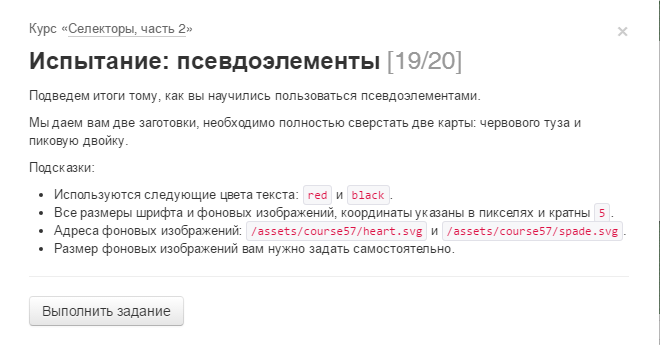 Курс «Селекторы, часть 2»
×
Испытание: псевдоэлементы [19/20]
Подведем итоги тому, как вы научились пользоваться псевдоэлементами.
Мы даем вам две заготовки, необходимо полностью сверстать две карты: червового туза и
пиковую двойку.
Подсказки:
• Используются следующие цвета текста: red и black.
• Все размеры шрифта и фоновых изображений, координаты указаны в пикселях и кратны 5.
• Адреса фоновых изображений: /assets/course57/heart.svg и /assets/course57/spade.svg.
• Размер фоновых изображений вам нужно задать самостоятельно.
Выполнить задание